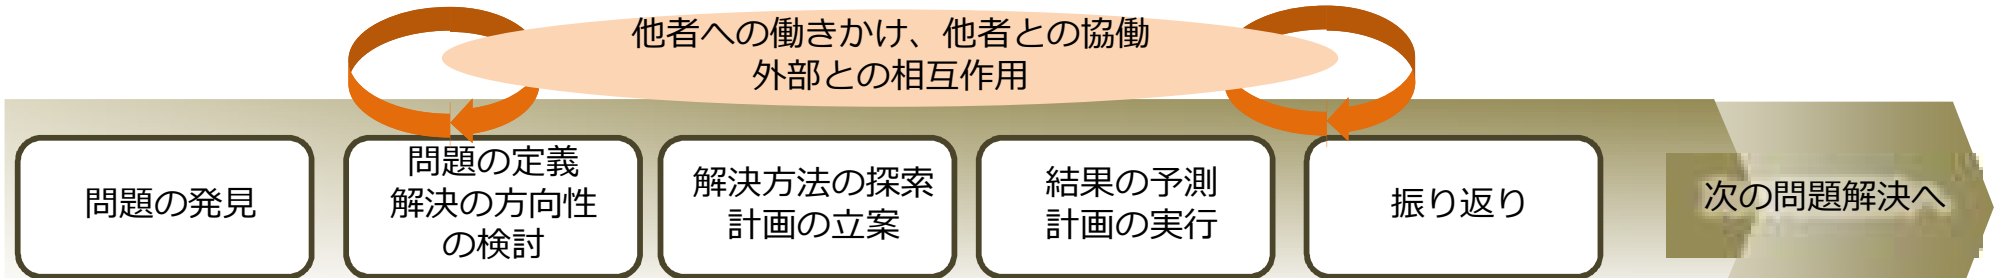 他者への働きかけ、他者との協働
外部との相互作用
問題の発見
問題の定義
解決の方向性
の検討
解決方法の探索
計画の立案
結果の予測
計画の実行
振り返り
次の問題解決へ